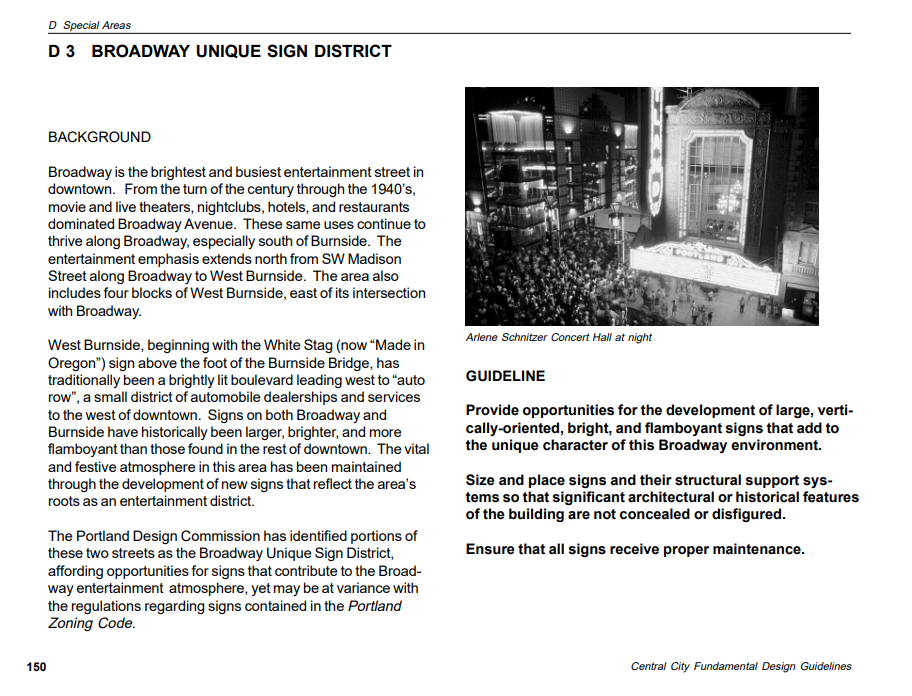 D Special Areas
D 3 BROADWAY UNIQUE SIGN DISTRICT
BACKGROUND
Broadway is the brightest and busiest entertainment street in
downtown. From the turn of the century through the 1940's,
movie and live theaters, nightclubs, hotels, and restaurants
dominated Broadway Avenue. These same uses continue to
thrive along Broadway, especially south of Burnside. The
entertainment emphasis extends north from SW Madison
Street along Broadway to West Burnside. The area also
includes four blocks of West Burnside, east of its intersection
with Broadway.
West Burnside, beginning with the White Stag (now “Made in
Oregon”) sign above the foot of the Burnside Bridge, has
traditionally been a brightly lit boulevard leading west to “auto
row”, a small district of automobile dealerships and services
to the west of downtown. Signs on both Broadway and
Burnside have historically been larger, brighter, and more
flamboyant than those found in the rest of downtown. The vital
and festive atmosphere in this area has been maintained
through the development of new signs that reflect the area's
roots as an entertainment district.
The Portland Design Commission has identified portions of
these two streets as the Broadway Unique Sign District,
affording opportunities for signs that contribute to the Broad-
way entertainment atmosphere, yet may be at variance with
the regulations regarding signs contained in the Portland
Zoning Code.
Arlene Schnitzer Concert Hall at night
GUIDELINE
Provide opportunities for the development of large, verti-
cally-oriented, bright, and flamboyant signs that add to
the unique character of this Broadway environment.
Size and place signs and their structural support sys-
tems so that significant architectural or historical features
of the building are not concealed or disfigured.
Ensure that all signs receive proper maintenance.
150
Central City Fundamental Design Guidelines